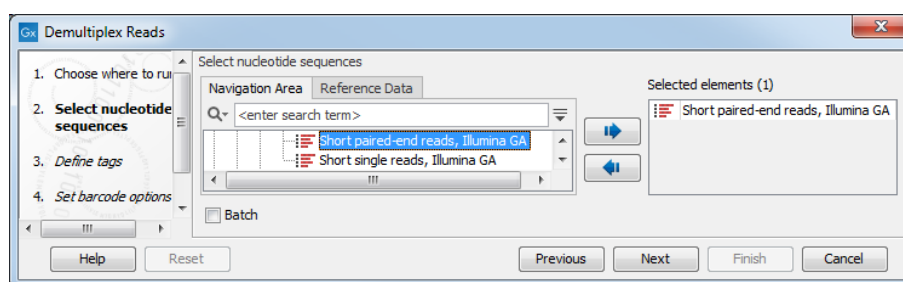 Gx Demultiplex Reads
1. Choose where to run
2. Select nucleotide
sequences
3. Define tags
4. Set barcode options
Select nucleotide sequences
Navigation Area Reference Data
<enter search term>
Short paired-end reads, Illumina GA
Short single reads, Illumina GA
Batch
Selected elements (1)
Short paired-end reads, Illumina GA
Help Reset Previous Next Finish Cancel